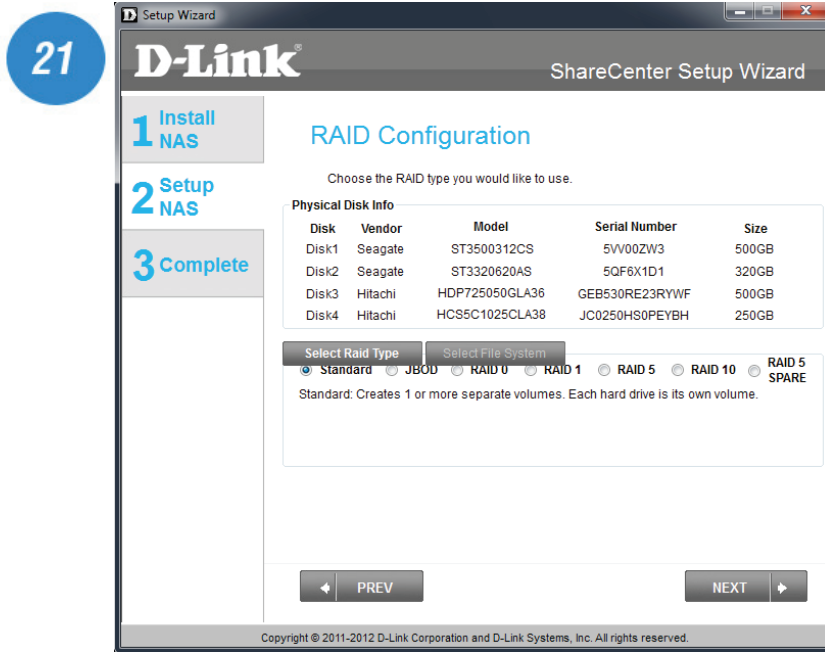 21
Setup Wizard
D-Link®
ShareCenter Setup Wizard
1 Install NAS
2 Setup NAS
3 Complete
RAID Configuration
Choose the RAID type you would like to use.
Physical Disk Info
Disk Vendor Model Serial Number Size
Disk1 Seagate ST3500312CS 5VV00ZW3 500GB
Disk2 Seagate ST3320620AS 5QF6X1D1 320GB
Disk3 Hitachi HDP725050GLA36 GEB530RE23RYWF 500GB
Disk4 Hitachi HCS5C1025CLA38 JC0250HS0PEYBH 250GB
Select Raid Type Select File System
Standard JBOD RAID 0 RAID 1 RAID 5 RAID 10 RAID 5 SPARE
Standard: Creates 1 or more separate volumes. Each hard drive is its own volume.
PREV NEXT
Copyright © 2011-2012 D-Link Corporation and D-Link Systems, Inc. All rights reserved.